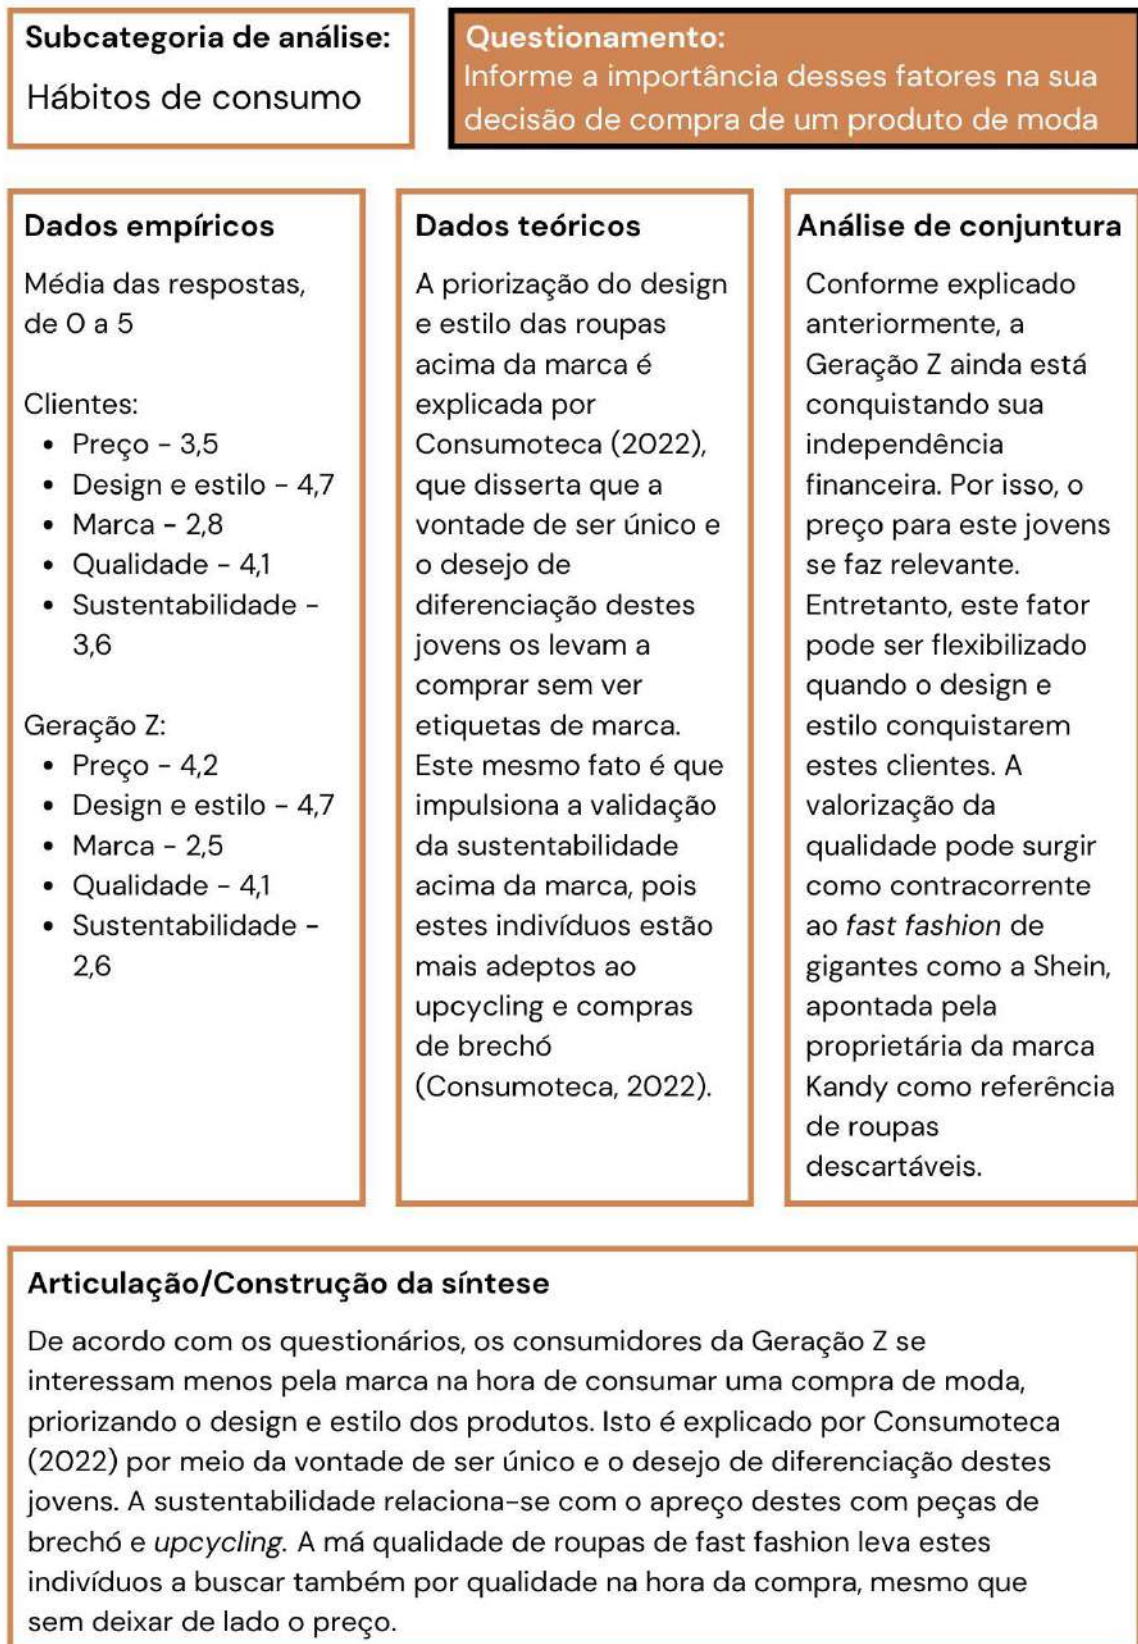 Subcategoria de análise:
Hábitos de consumo
Questionamento:
Informe a importância desses fatores na sua
decisão de compra de um produto de moda
Dados empíricos
Média das respostas,
de 0 a 5
Clientes:
• Preço - 3,5
• Design e estilo - 4,7
• Marca - 2,8
• Qualidade - 4,1
• Sustentabilidade -
3,6
Geração Z:
• Preço - 4,2
• Design e estilo - 4,7
• Marca - 2,5
• Qualidade - 4,1
• Sustentabilidade -
2,6
Dados teóricos
A priorização do design
e estilo das roupas
acima da marca é
explicada por
Consumoteca (2022),
que disserta que a
vontade de ser único e
o desejo de
diferenciação destes
jovens os levam a
comprar sem ver
etiquetas de marca.
Este mesmo fato é que
impulsiona a validação
da sustentabilidade
acima da marca, pois
estes indivíduos estão
mais adeptos ao
upcycling e compras
de brechó
(Consumoteca, 2022).
Análise de conjuntura
Conforme explicado
anteriormente, a
Geração Z ainda está
conquistando sua
independência
financeira. Por isso, o
preço para este jovens
se faz relevante.
Entretanto, este fator
pode ser flexibilizado
quando o design e
estilo conquistarem
estes clientes. A
valorização da
qualidade pode surgir
como contracorrente
ao fast fashion de
gigantes como a Shein,
apontada pela
proprietária da marca
Kandy como referência
de roupas
descartáveis.
Articulação/Construção da síntese
De acordo com os questionários, os consumidores da Geração Z se
interessam menos pela marca na hora de consumar uma compra de moda,
priorizando o design e estilo dos produtos. Isto é explicado por Consumoteca
(2022) por meio da vontade de ser único e o desejo de diferenciação destes
jovens. A sustentabilidade relaciona-se com o apreço destes com peças de
brechó e upcycling. A má qualidade de roupas de fast fashion leva estes
indivíduos a buscar também por qualidade na hora da compra, mesmo que
sem deixar de lado o preço.